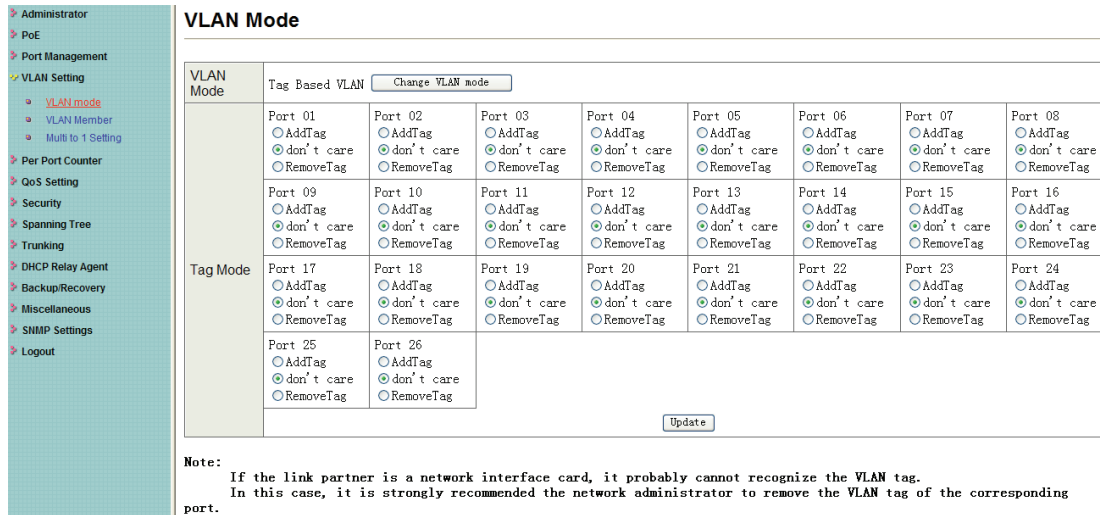 Administrator
PoE
Port Management
VLAN Setting
VLAN mode
VLAN Member
Multi to 1 Setting
Per Port Counter
QoS Setting
Security
Spanning Tree
Trunking
DHCP Relay Agent
Backup/Recovery
Miscellaneous
SNMP Settings
Logout
VLAN Mode
VLAN
Mode
Tag Based VLAN Change VLAN mode
Tag Mode
Port 01 Port 02 Port 03 Port 04 Port 05 Port 06 Port 07 Port 08
AddTag AddTag AddTag AddTag AddTag AddTag AddTag AddTag
don't care don't care don't care don't care don't care don't care don't care don't care
RemoveTag RemoveTag RemoveTag RemoveTag RemoveTag RemoveTag RemoveTag RemoveTag
Port 09 Port 10 Port 11 Port 12 Port 13 Port 14 Port 15 Port 16
AddTag AddTag AddTag AddTag AddTag AddTag AddTag AddTag
don't care don't care don't care don't care don't care don't care don't care don't care
RemoveTag RemoveTag RemoveTag RemoveTag RemoveTag RemoveTag RemoveTag RemoveTag
Port 17 Port 18 Port 19 Port 20 Port 21 Port 22 Port 23 Port 24
AddTag AddTag AddTag AddTag AddTag AddTag AddTag AddTag
don't care don't care don't care don't care don't care don't care don't care don't care
RemoveTag RemoveTag RemoveTag RemoveTag RemoveTag RemoveTag RemoveTag RemoveTag
Port 25 Port 26
AddTag AddTag
don't care don't care
RemoveTag RemoveTag
Update
Note:
If the link partner is a network interface card, it probably cannot recognize the VLAN tag.
In this case, it is strongly recommended the network administrator to remove the VLAN tag of the corresponding
port.